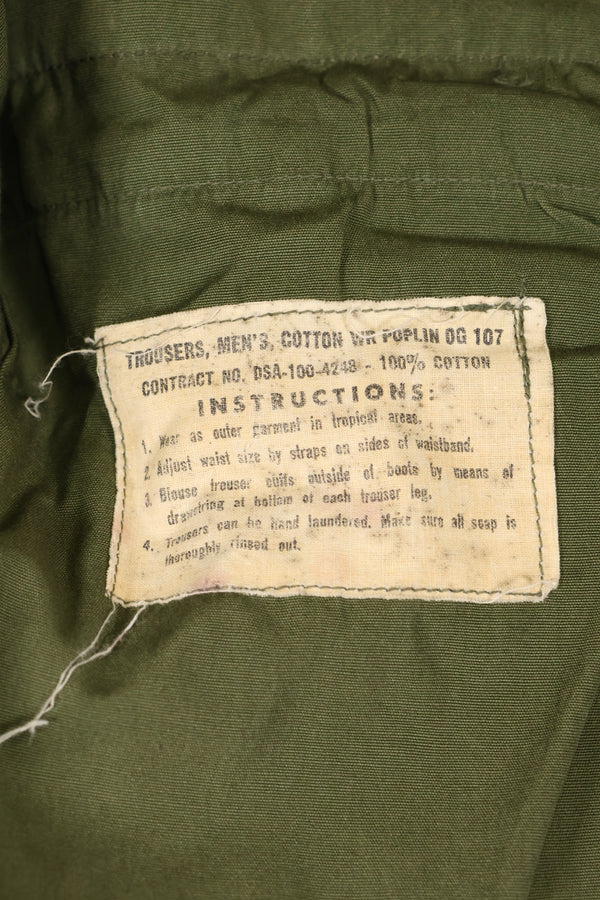 TROUSERS, MEN'S, COTTON WR POPLIN OG 107
CONTRACT NO. DSA-100-4248 - 100% COTTON
INSTRUCTIONS:
1. Wear as outer garment in tropical areas.
2. Adjust waist size by straps on sides of waistband.
3. Blouse trouser cuffs outside of boots by means of
drawstring at bottom of each trouser leg.
4. Trousers can be hand laundered. Make sure all soap is
thoroughly rinsed out.